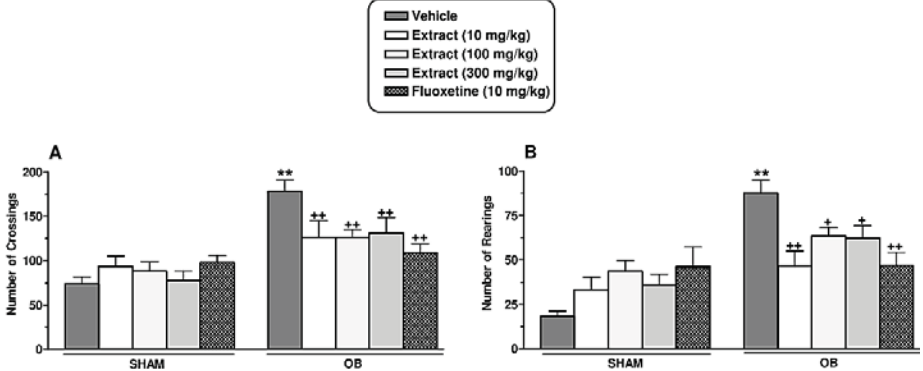 Vehicle
Extract (10 mg/kg)
Extract (100 mg/kg)
Extract (300 mg/kg)
Fluoxetine (10 mg/kg)
A
Number of Crossings
200
150
100
50
0
**
++
++
++
++
SHAM
OB
B
Number of Rearings
100
75
50
25
0
**
++
+
+
++
SHAM
OB